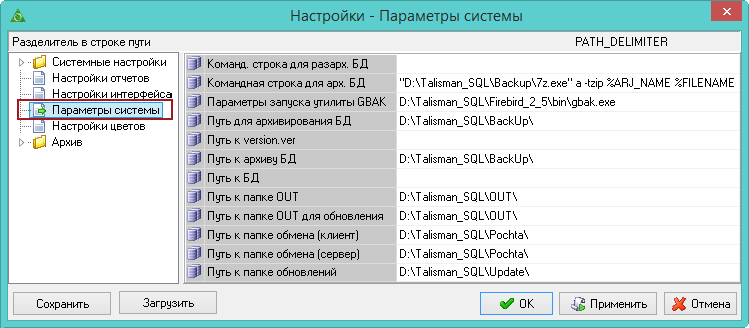 Настройки - Параметры системы
Разделитель в строке пути PATH_DELIMITER
Системные настройки
Настройки отчетов
Настройки интерфейса
Параметры системы
Настройки цветов
Архив
Команд. строка для разарх. БД
Командная строка для арх. БД "D:\Talisman_SQL\Backup\7z.exe" a -tzip %ARJ_NAME %FILENAME
Параметры запуска утилиты GBAK D:\Talisman_SQL\Firebird_2_5\bin\gbak.exe
Путь для архивирования БД D:\Talisman_SQL\BackUp\
Путь к version.ver
Путь к архиву БД D:\Talisman_SQL\BackUp\
Путь к БД
Путь к папке OUT D:\Talisman_SQL\OUT\
Путь к папке OUT для обновления D:\Talisman_SQL\OUT\
Путь к папке обмена (клиент) D:\Talisman_SQL\Pochta\
Путь к папке обмена (сервер) D:\Talisman_SQL\Pochta\
Путь к папке обновлений D:\Talisman_SQL\Update\
Сохранить Загрузить OK Применить Отмена